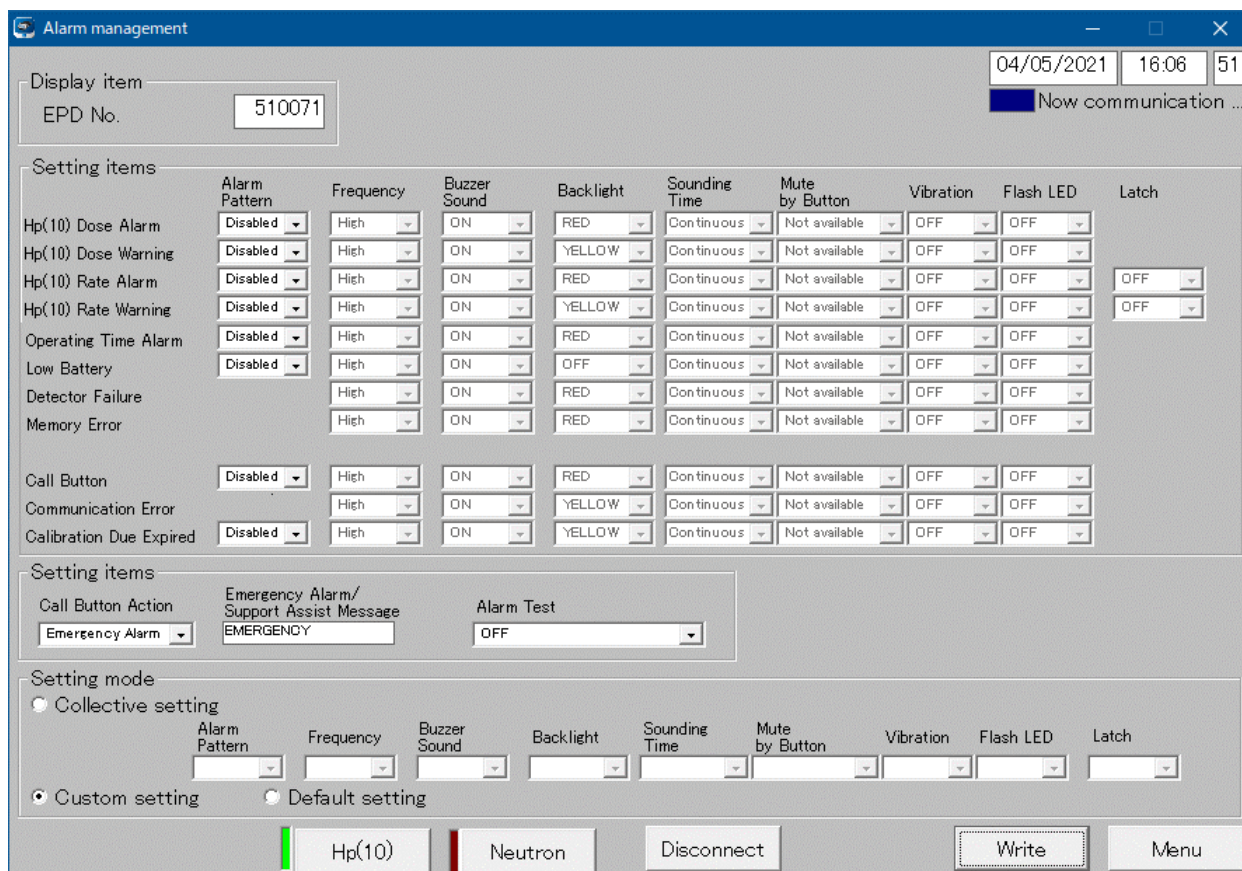 Alarm management
04/05/2021 16:06 51
Now communication ...
Display item
EPD No. 510071
Setting items
Alarm Pattern Frequency Buzzer Sound Backlight Sounding Time Mute by Button Vibration Flash LED Latch
Hp(10) Dose Alarm Disabled High ON RED Continuous Not available OFF OFF
Hp(10) Dose Warning Disabled High ON YELLOW Continuous Not available OFF OFF
Hp(10) Rate Alarm Disabled High ON RED Continuous Not available OFF OFF OFF
Hp(10) Rate Warning Disabled High ON YELLOW Continuous Not available OFF OFF OFF
Operating Time Alarm Disabled High ON RED Continuous Not available OFF OFF
Low Battery Disabled High ON OFF Continuous Not available OFF OFF
Detector Failure High ON RED Continuous Not available OFF OFF
Memory Error High ON RED Continuous Not available OFF OFF
Call Button Disabled High ON RED Continuous Not available OFF OFF
Communication Error High ON YELLOW Continuous Not available OFF OFF
Calibration Due Expired Disabled High ON YELLOW Continuous Not available OFF OFF
Setting items
Call Button Action Emergency Alarm/ Support Assist Message Alarm Test
Emergency Alarm EMERGENCY OFF
Setting mode
Collective setting
Alarm Pattern Frequency Buzzer Sound Backlight Sounding Time Mute by Button Vibration Flash LED Latch
Custom setting Default setting
Hp(10) Neutron Disconnect Write Menu